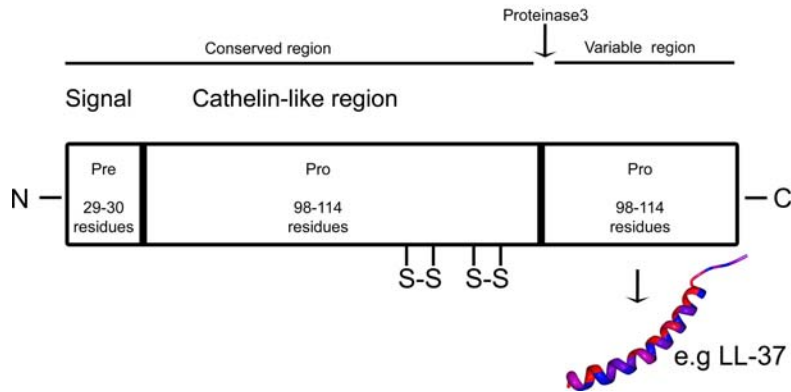 Proteinase3
Conserved region
Variable region
Signal
Cathelin-like region
N
Pre
29-30
residues
Pro
98-114
residues
Pro
98-114
residues
C
S-S
S-S
e.g LL-37